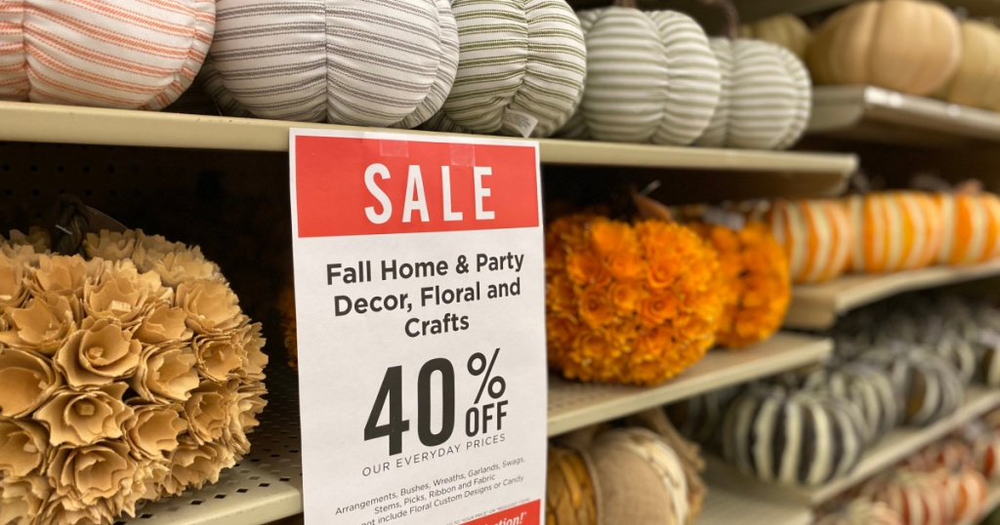 SALE
Fall Home & Party
Decor, Floral and
Crafts
40% OFF
OUR EVERYDAY PRICES
Arrangements, Bushes, Wreaths, Garlands, Swags,
Stems, Picks, Ribbon and Fabric
not include Floral Custom Designs or Candy.